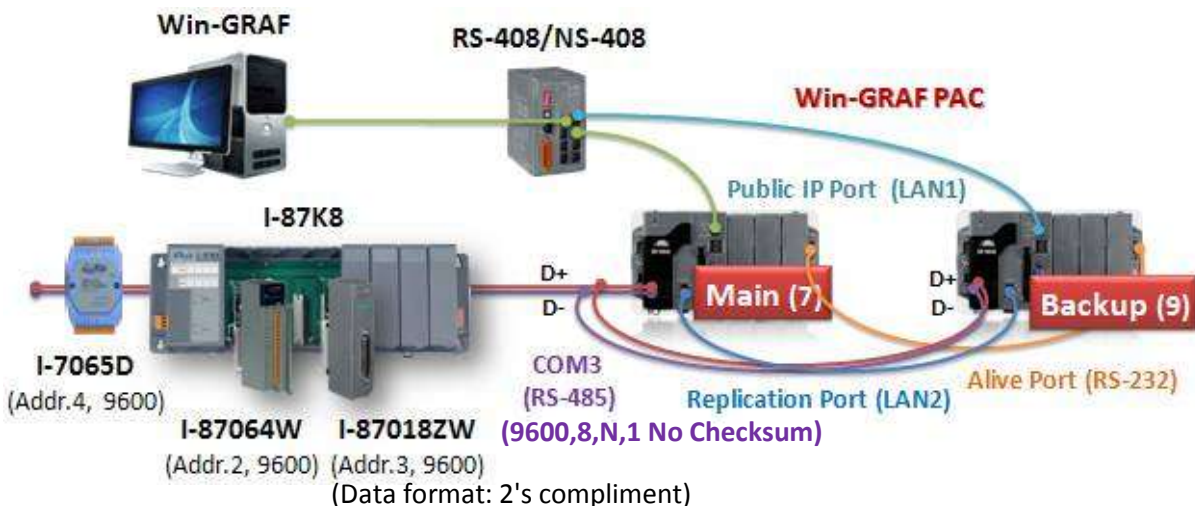 Win-GRAF
RS-408/NS-408
Win-GRAF PAC
Public IP Port (LAN1)
I-87K8
D+
D-
Main (7)
D+
D-
Backup (9)
I-7065D
(Addr.4, 9600)
I-87064W
(Addr.2, 9600)
I-87018ZW
(Addr.3, 9600)
(Data format: 2's compliment)
COM3
(RS-485)
(9600,8,N,1 No Checksum)
Replication Port (LAN2)
Alive Port (RS-232)